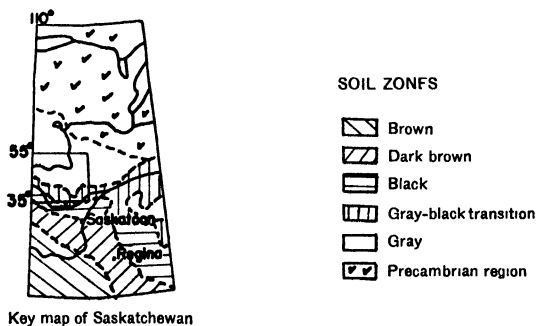 110°
55°
35°
Saskatoon
Regina
Key map of Saskatchewan
SOIL ZONFS
Brown
Dark brown
Black
Gray-black transition
Gray
Precambrian region